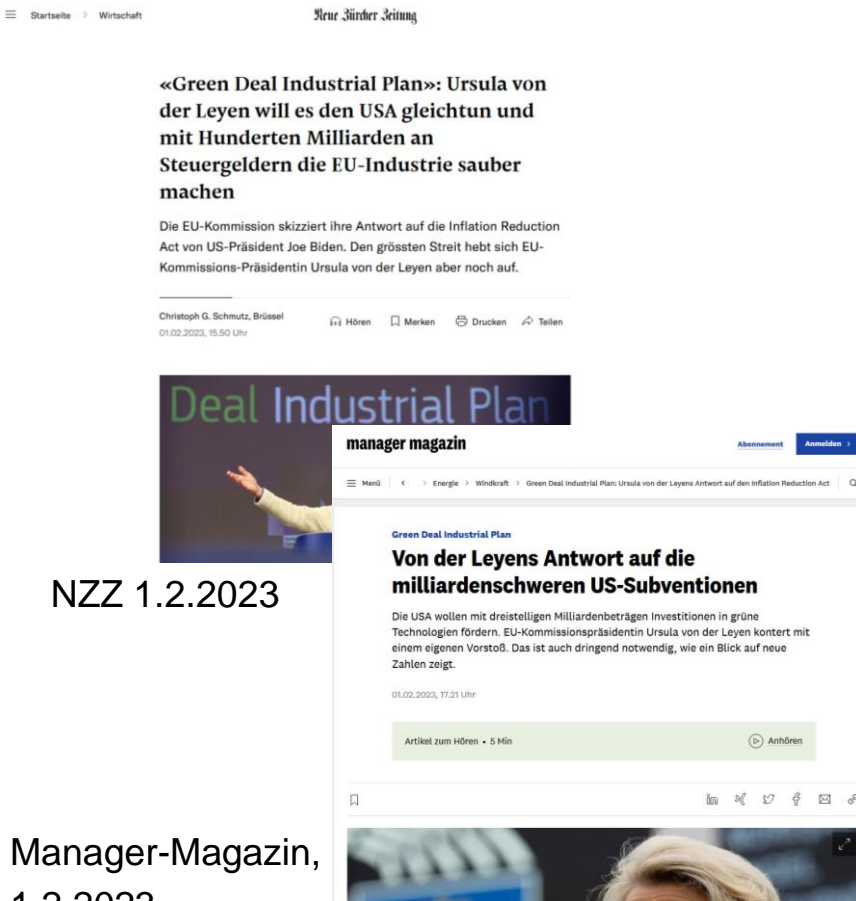 Startseite > Wirtschaft
Neue Zürcher Zeitung
«Green Deal Industrial Plan»: Ursula von
der Leyen will es den USA gleichtun und
mit Hunderten Milliarden an
Steuergeldern die EU-Industrie sauber
machen
Die EU-Kommission skizziert ihre Antwort auf die Inflation Reduction
Act von US-Präsident Joe Biden. Den grössten Streit hebt sich EU-
Kommissions-Präsidentin Ursula von der Leyen aber noch auf.
Christoph G. Schmutz, Brüssel
01.02.2023, 15.50 Uhr
Hören Merken Drucken Teilen
Deal Industrial Plan
NZZ 1.2.2023
manager magazin
Abonnement Anmelden >
Menü < > Energie > Windkraft > Green Deal Industrial Plan: Ursula von der Leyens Antwort auf den Inflation Reduction Act
Green Deal Industrial Plan
Von der Leyens Antwort auf die
milliardenschweren US-Subventionen
Die USA wollen mit dreistelligen Milliardenbeträgen Investitionen in grüne
Technologien fördern. EU-Kommissionspräsidentin Ursula von der Leyen kontert mit
einem eigenen Vorstoß. Das ist auch dringend notwendig, wie ein Blick auf neue
Zahlen zeigt.
01.02.2023, 17.21 Uhr
Artikel zum Hören • 5 Min
Anhören
Manager-Magazin,
1.2.2023